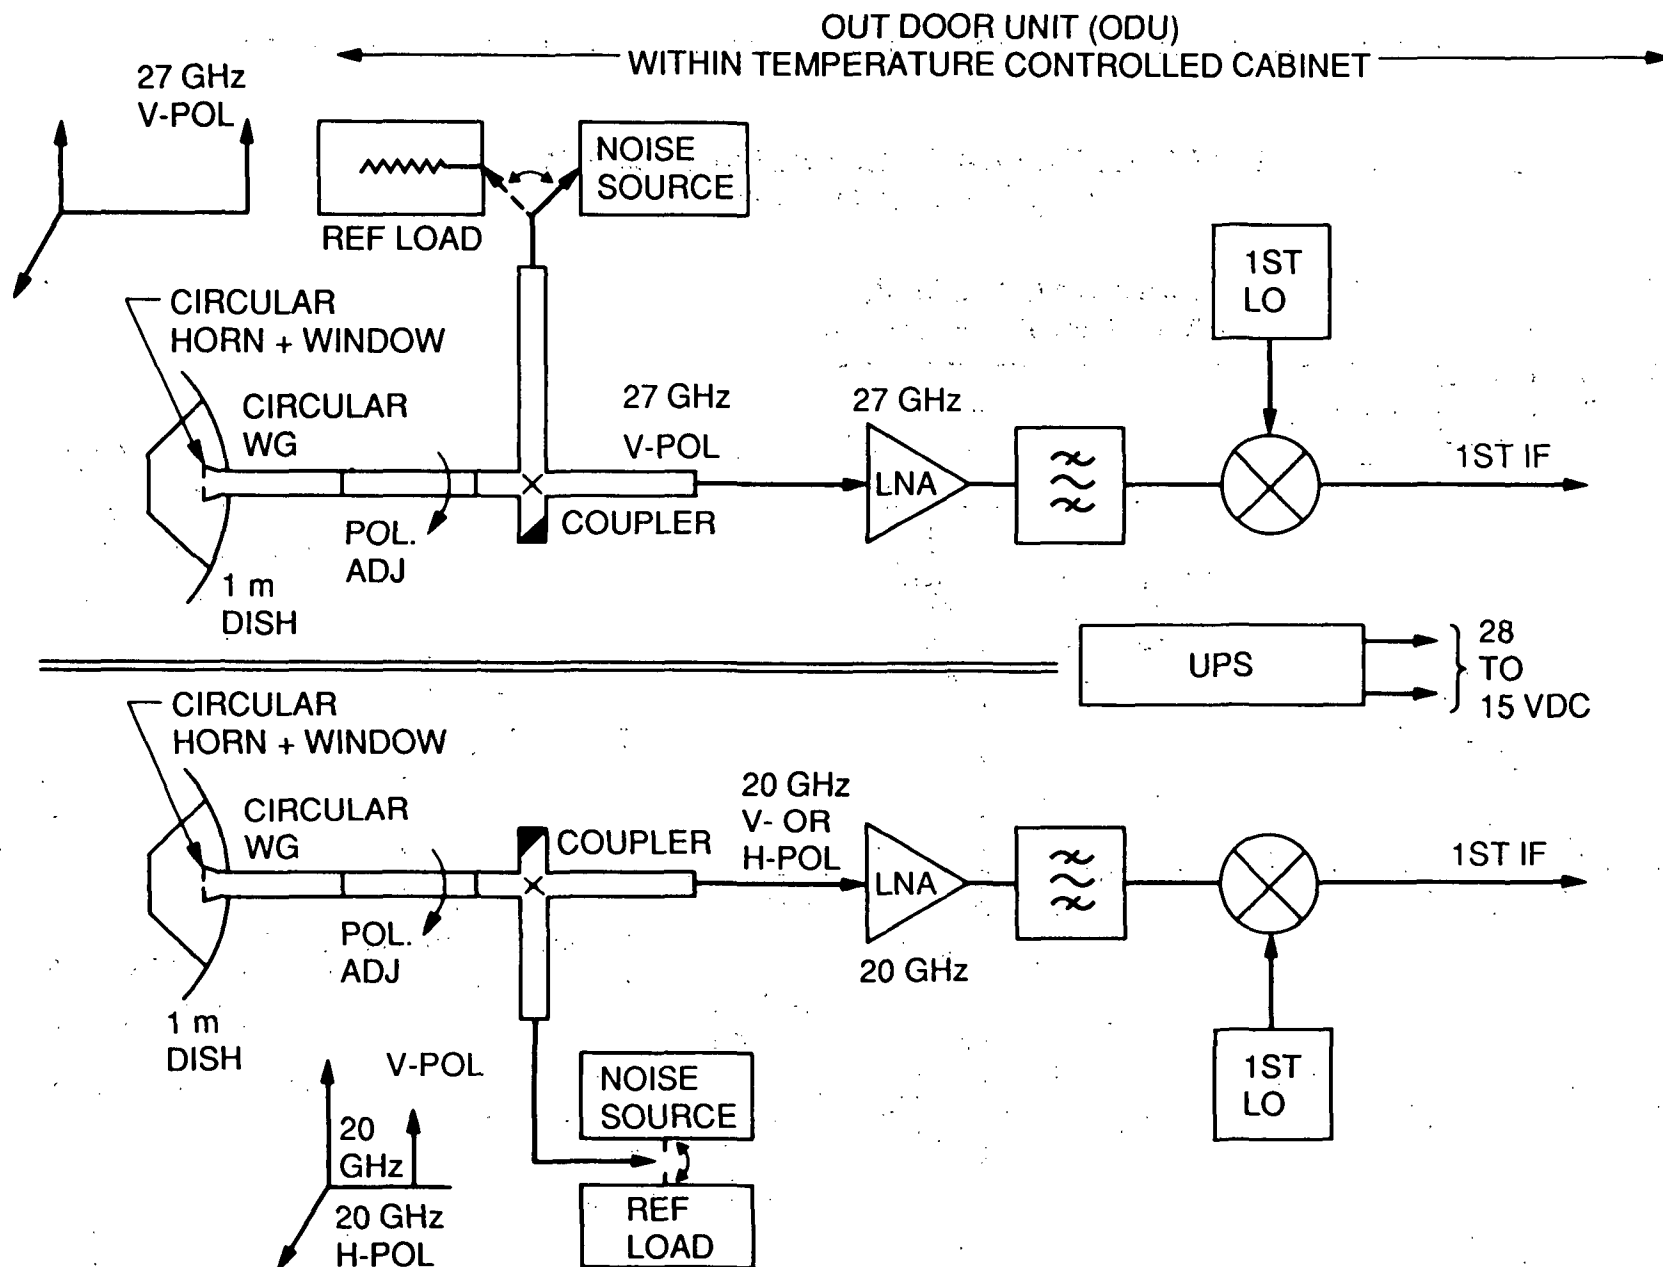 OUT DOOR UNIT (ODU)
WITHIN TEMPERATURE CONTROLLED CABINET
27 GHz
V-POL
NOISE
SOURCE
REF LOAD
1ST
LO
CIRCULAR
HORN + WINDOW
CIRCULAR
WG
27 GHz
V-POL
27 GHz
LNA
1ST IF
COUPLER
POL.
ADJ
1 m
DISH
UPS
28
TO
15 VDC
CIRCULAR
HORN + WINDOW
CIRCULAR
WG
COUPLER
20 GHz
V- OR
H-POL
LNA
20 GHz
1ST IF
POL.
ADJ
1 m
DISH
V-POL
20
GHz
20 GHz
H-POL
NOISE
SOURCE
REF
LOAD
1ST
LO